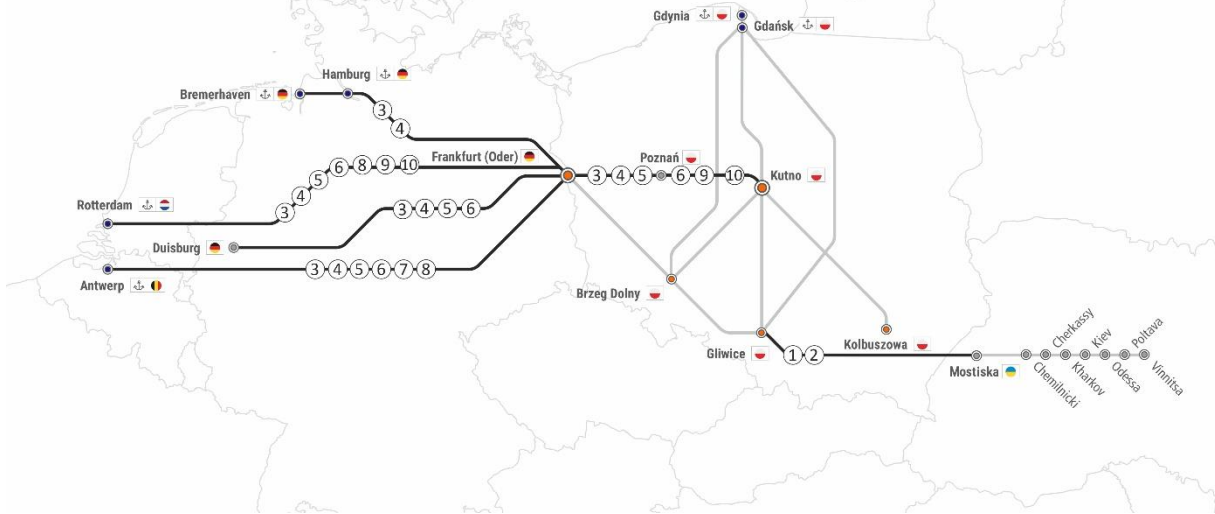 Gdynia
Gdańsk
Hamburg
Bremerhaven
3
4
Frankfurt (Oder)
Poznań
3 4 5 6 8 9 10
3 4 5 6 9 10
Kutno
Rotterdam
3 4 5 6
Duisburg
3 4 5 6 7 8
Antwerp
Brzeg Dolny
Gliwice
1 2
Kolbuszowa
Mostiska
Chemilnicki
Cherkassy
Kharkov
Kiev
Odessa
Poltava
Vinnitsa